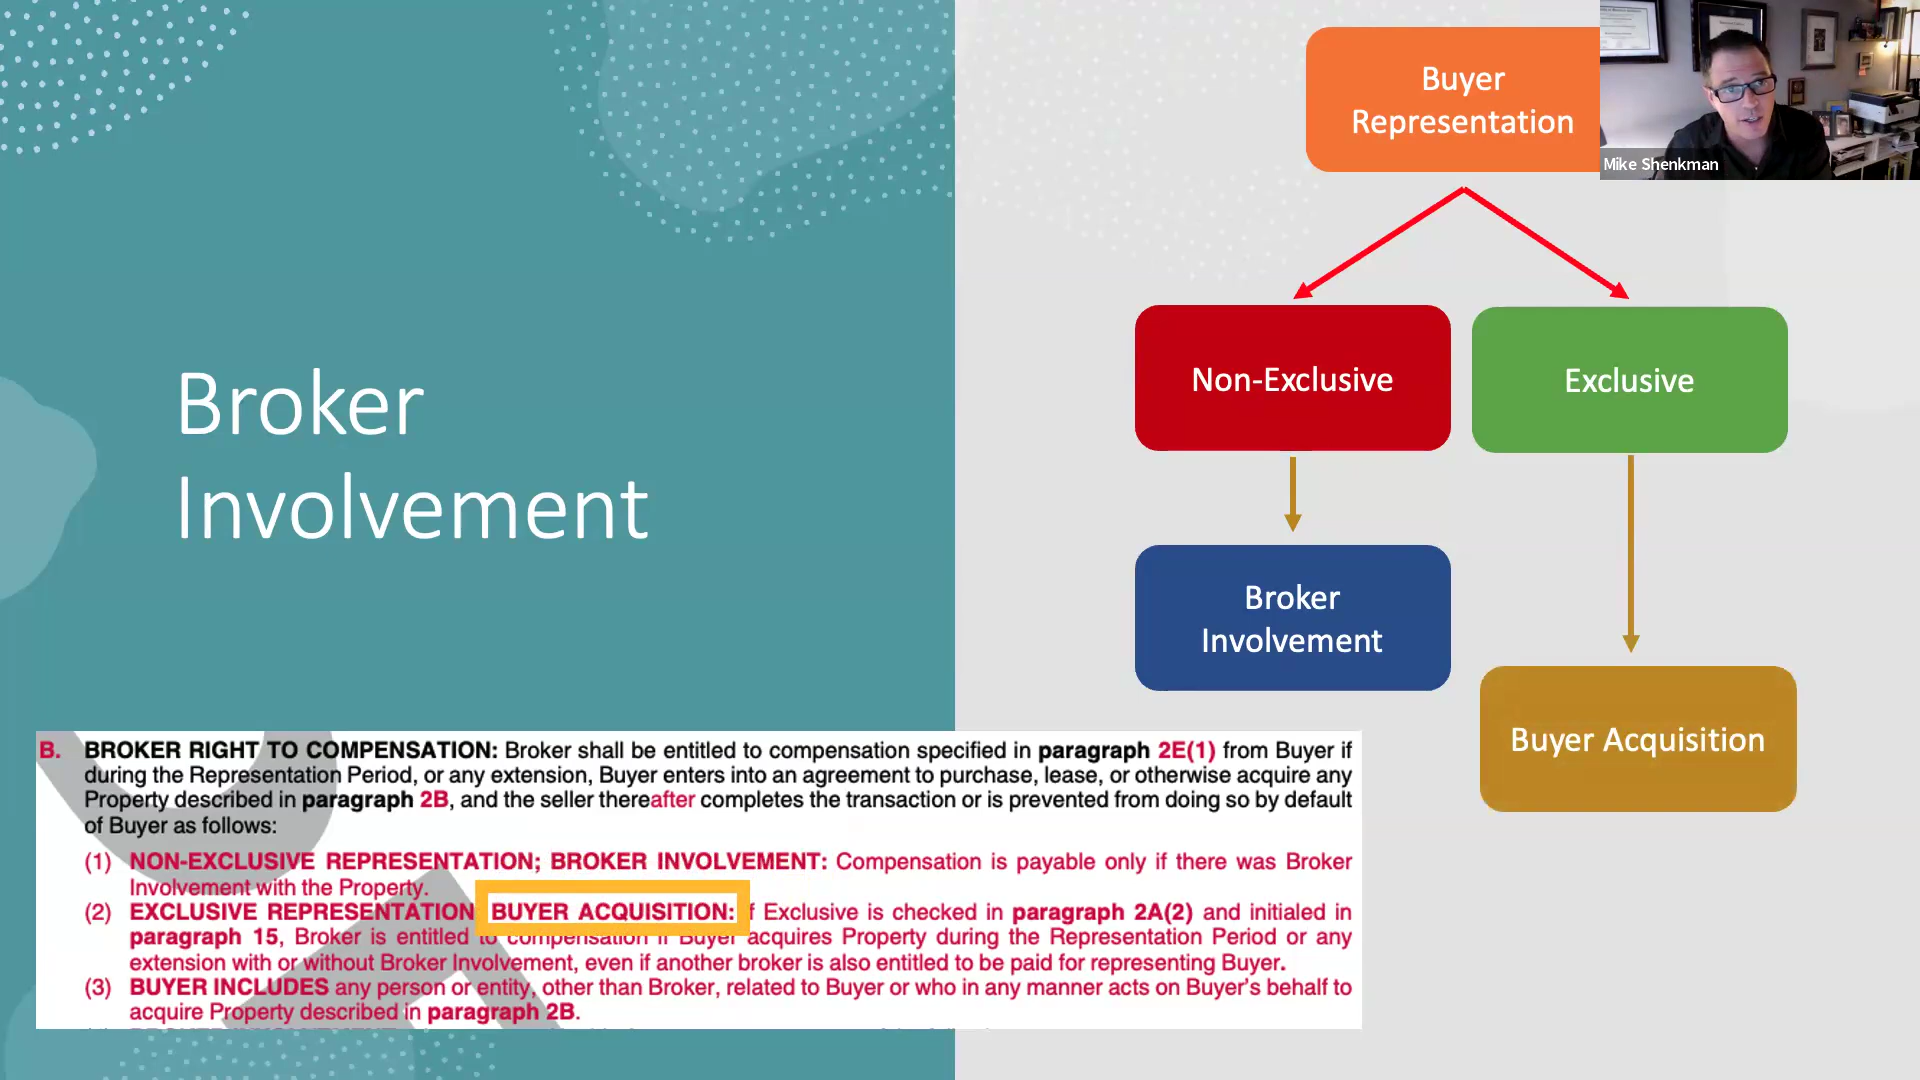 Broker
Involvement
Buyer
Representation
Mike Shenkman
Non-Exclusive
Exclusive
Broker
Involvement
Buyer Acquisition
B. BROKER RIGHT TO COMPENSATION: Broker shall be entitled to compensation specified in paragraph 2E(1) from Buyer if
during the Representation Period, or any extension, Buyer enters into an agreement to purchase, lease, or otherwise acquire any
Property described in paragraph 2B, and the seller thereafter completes the transaction or is prevented from doing so by default
of Buyer as follows:
(1) NON-EXCLUSIVE REPRESENTATION; BROKER INVOLVEMENT: Compensation is payable only if there was Broker
Involvement with the Property.
(2) EXCLUSIVE REPRESENTATION BUYER ACQUISITION: f Exclusive is checked in paragraph 2A(2) and initialed in
paragraph 15, Broker is entitled to compensation if Buyer acquires Property during the Representation Period or any
extension with or without Broker Involvement, even if another broker is also entitled to be paid for representing Buyer.
(3) BUYER INCLUDES any person or entity, other than Broker, related to Buyer or who in any manner acts on Buyer's behalf to
acquire Property described in paragraph 2B.